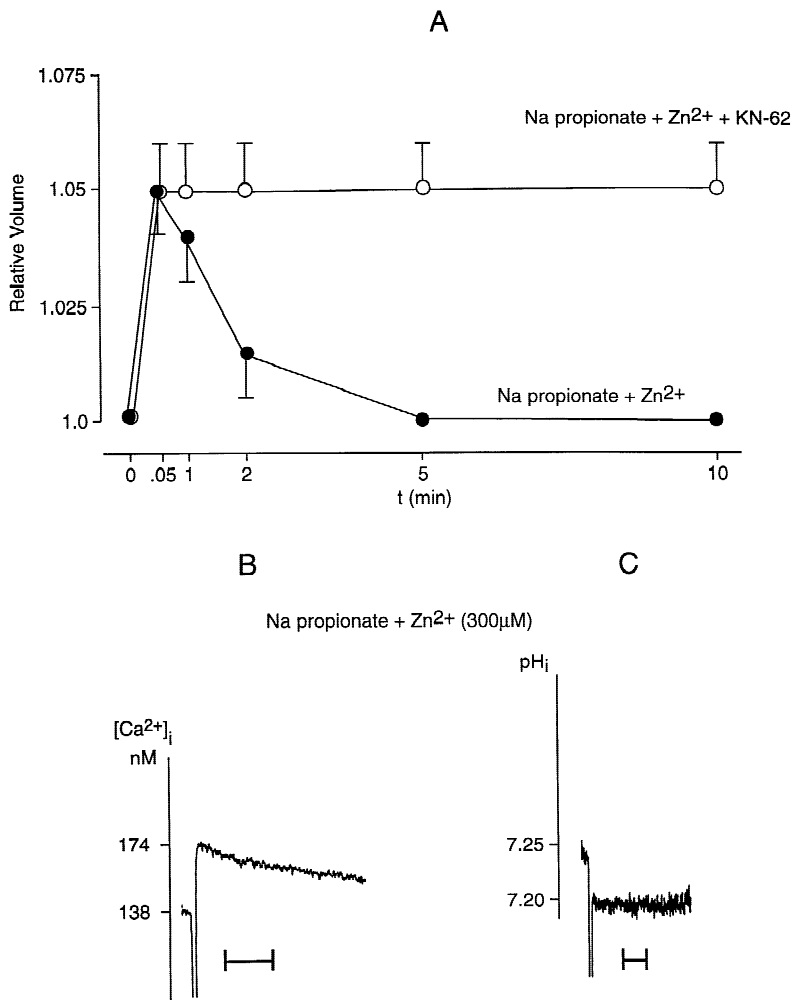 A
1.075
1.05
1.025
1.0
Relative Volume
Na propionate + Zn2+ + KN-62
Na propionate + Zn2+
0 .05 1 2 5 10
t (min)
B C
Na propionate + Zn2+ (300μM)
[Ca2+]i
nM
174
138
pHi
7.25
7.20